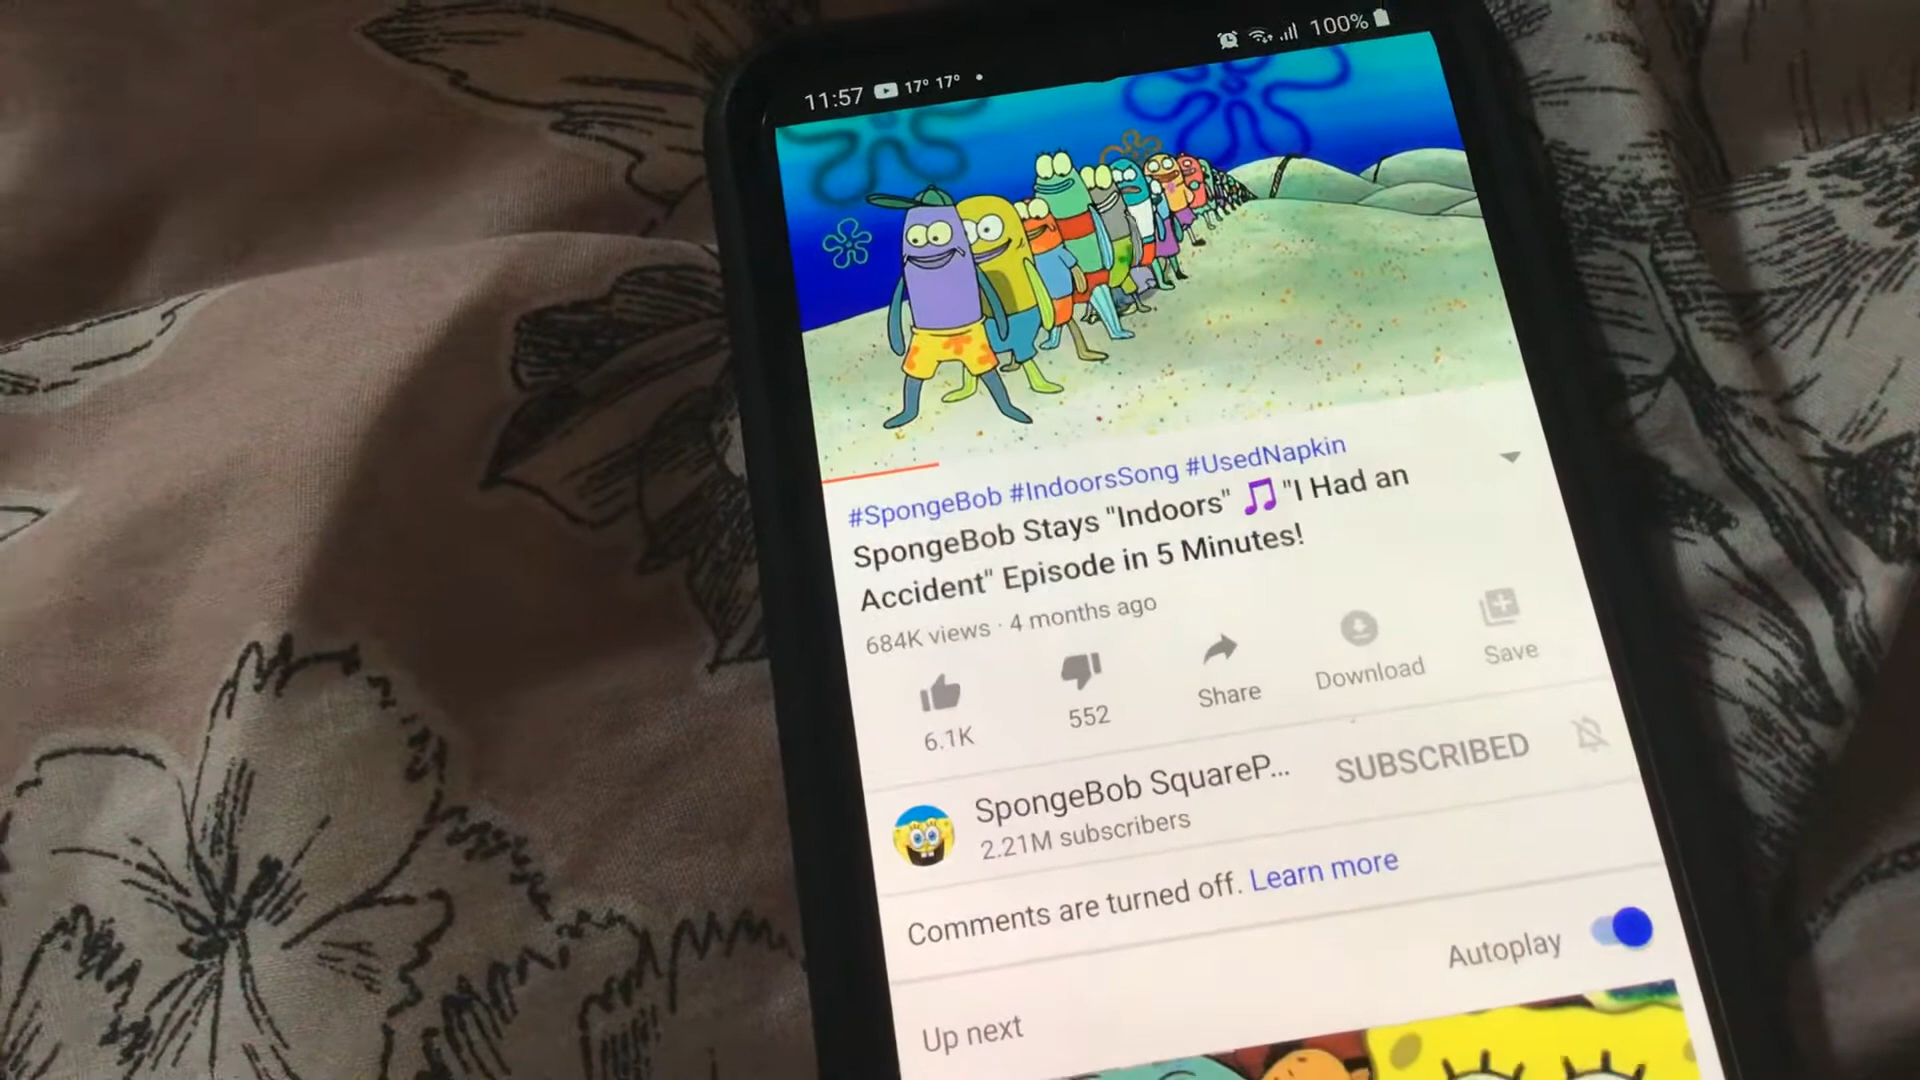 11:57 17° 17° •
100%
#SpongeBob #IndoorsSong #UsedNapkin
SpongeBob Stays "Indoors" 🎵 "I Had an
Accident" Episode in 5 Minutes!
684K views · 4 months ago
6.1K
552
Share
Download
Save
SpongeBob SquareP...
2.21M subscribers
SUBSCRIBED
Comments are turned off. Learn more
Autoplay
Up next